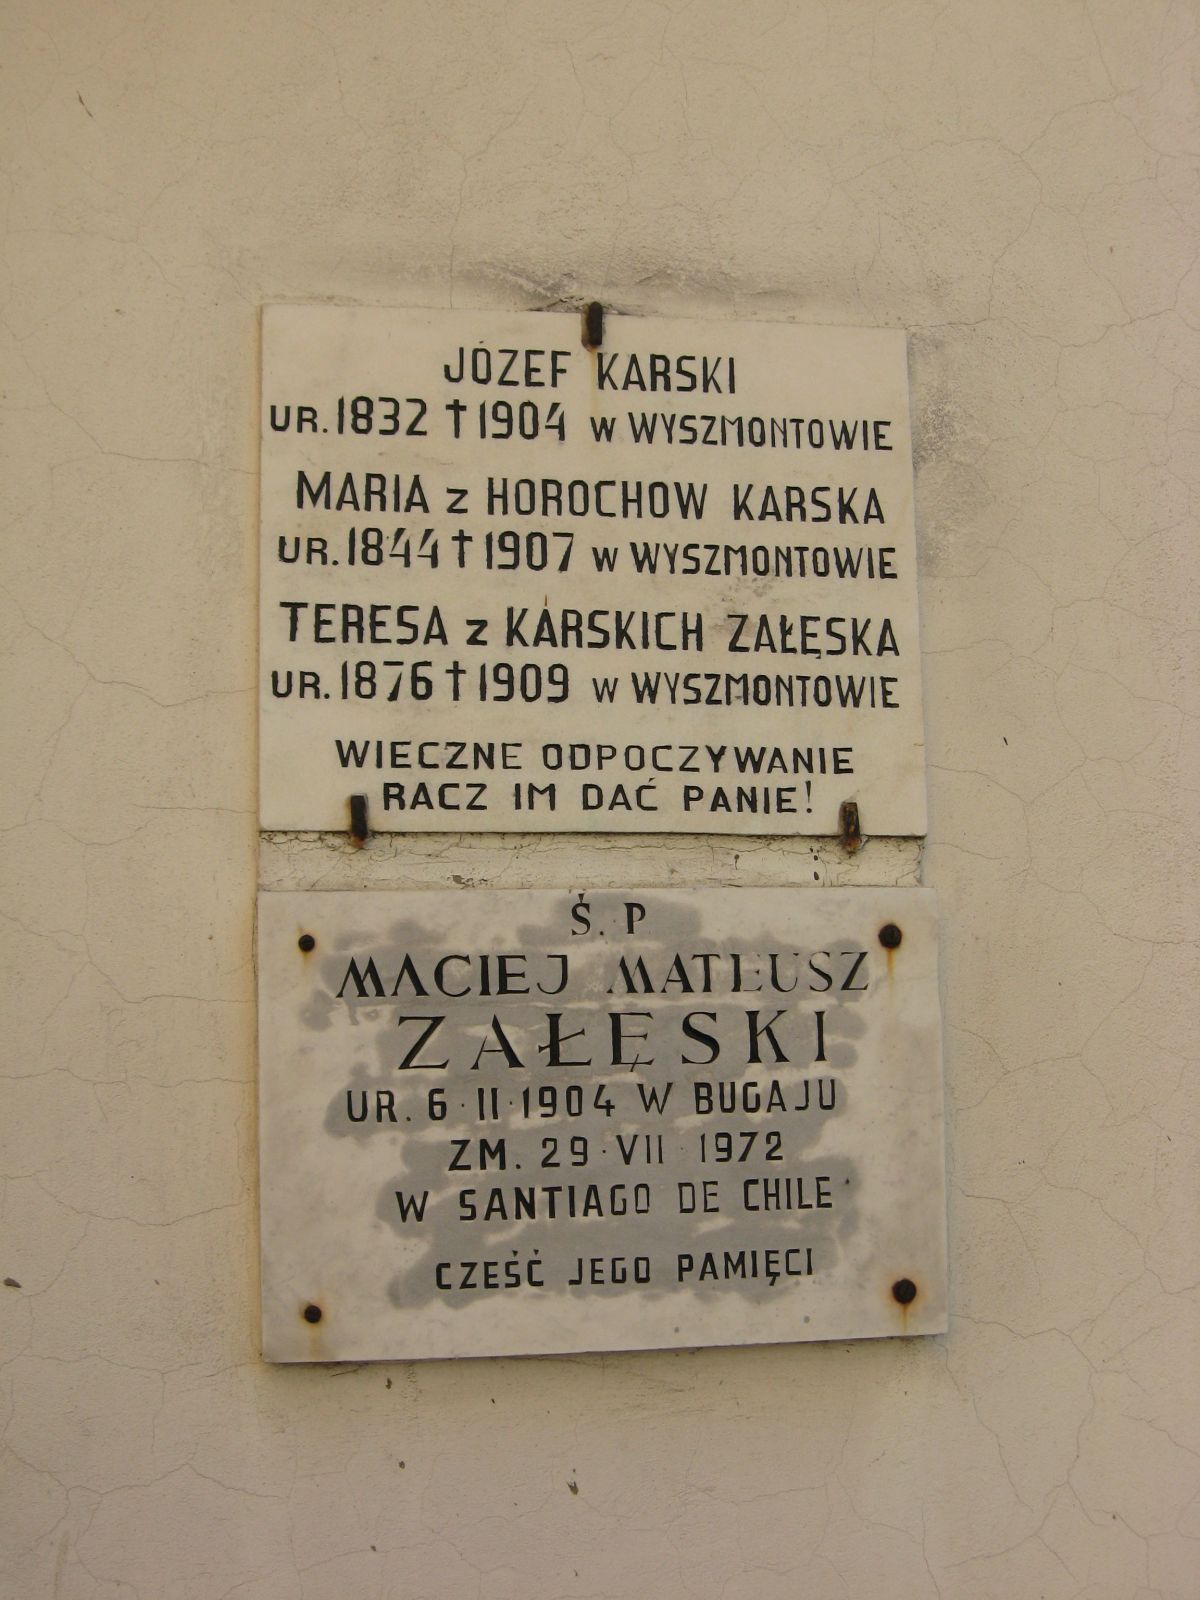 JÓZEF KARSKI
UR. 1832 † 1904 W WYSZMONTOWIE
MARIA z HOROCHOW KARSKA
UR. 1844 † 1907 W WYSZMONTOWIE
TERESA z KARSKICH ZAŁĘSKA
UR. 1876 † 1909 W WYSZMONTOWIE
WIECZNE ODPOCZYWANIE
RACZ IM DAĆ PANIE!
Ś. P
MACIEJ MATEUSZ
ZAŁĘSKI
UR. 6·II·1904 W BUGAJU
ZM. 29·VII·1972
W SANTIAGO DE CHILE
CZEŚĆ JEGO PAMIĘCI